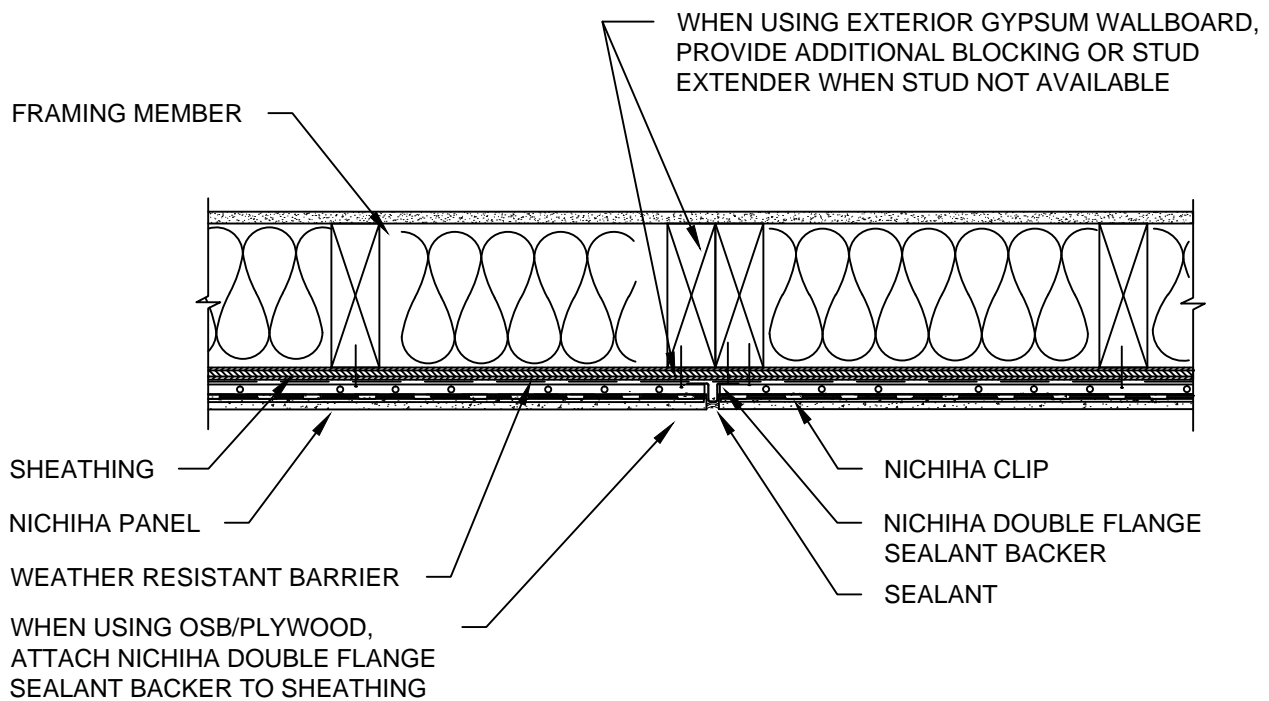 WHEN USING EXTERIOR GYPSUM WALLBOARD,
PROVIDE ADDITIONAL BLOCKING OR STUD
EXTENDER WHEN STUD NOT AVAILABLE
FRAMING MEMBER
SHEATHING
NICHIHA PANEL
WEATHER RESISTANT BARRIER
WHEN USING OSB/PLYWOOD,
ATTACH NICHIHA DOUBLE FLANGE
SEALANT BACKER TO SHEATHING
NICHIHA CLIP
NICHIHA DOUBLE FLANGE
SEALANT BACKER
SEALANT